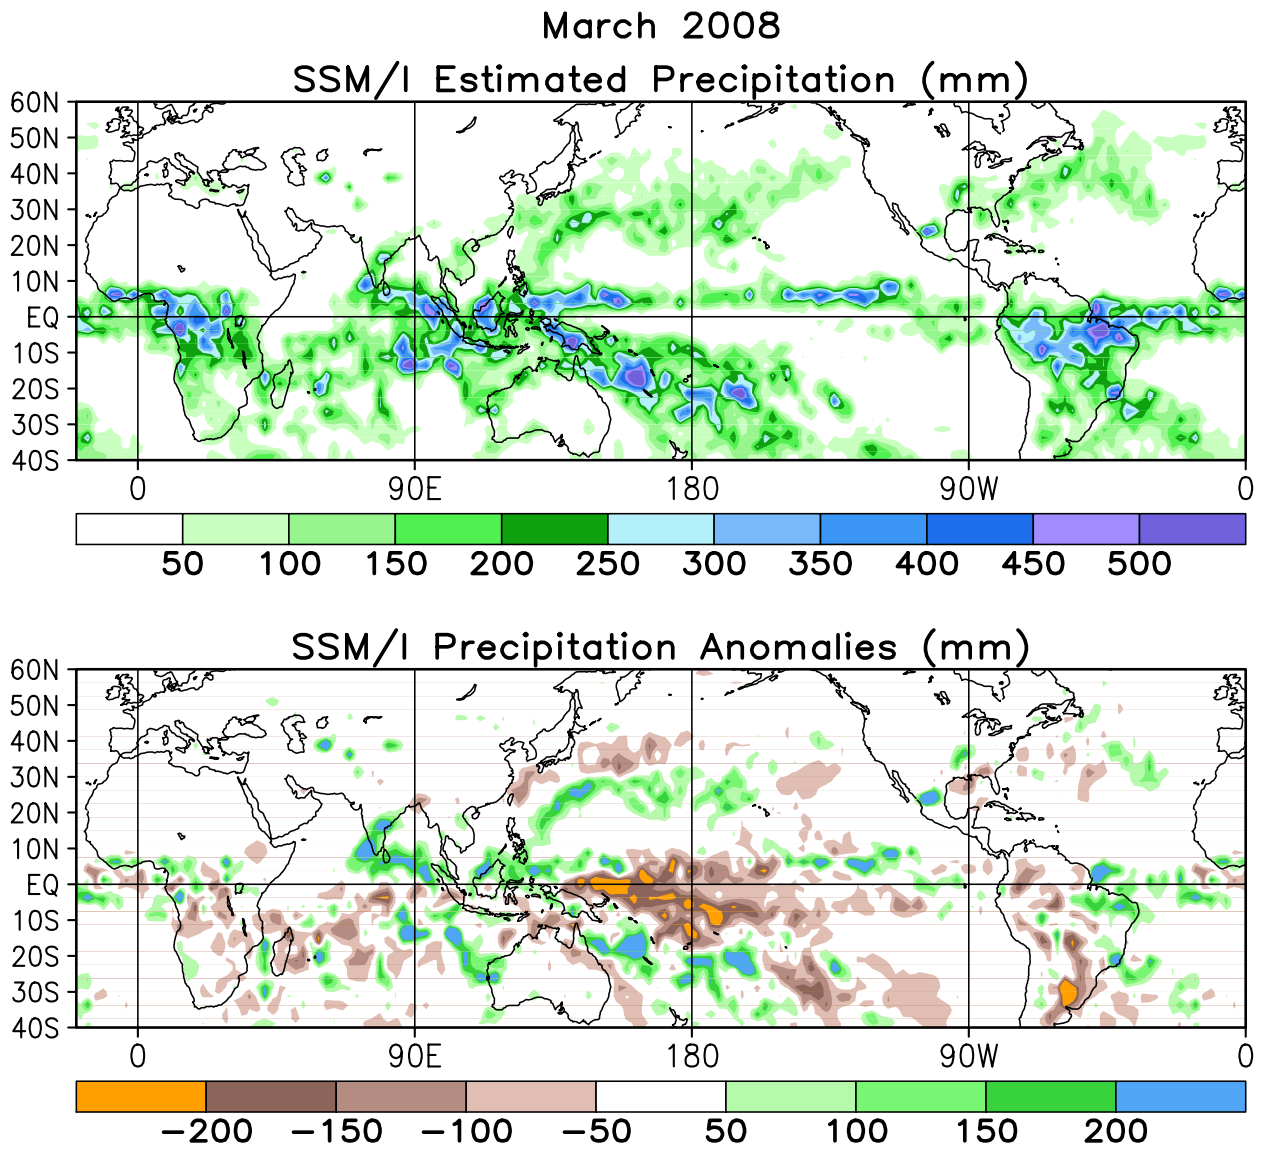 March 2008
SSM/I Estimated Precipitation (mm)
60N
50N
40N
30N
20N
10N
EQ
10S
20S
30S
40S
0 90E 180 90W 0
50 100 150 200 250 300 350 400 450 500
SSM/I Precipitation Anomalies (mm)
60N
50N
40N
30N
20N
10N
EQ
10S
20S
30S
40S
0 90E 180 90W 0
−200 −150 −100 −50 50 100 150 200